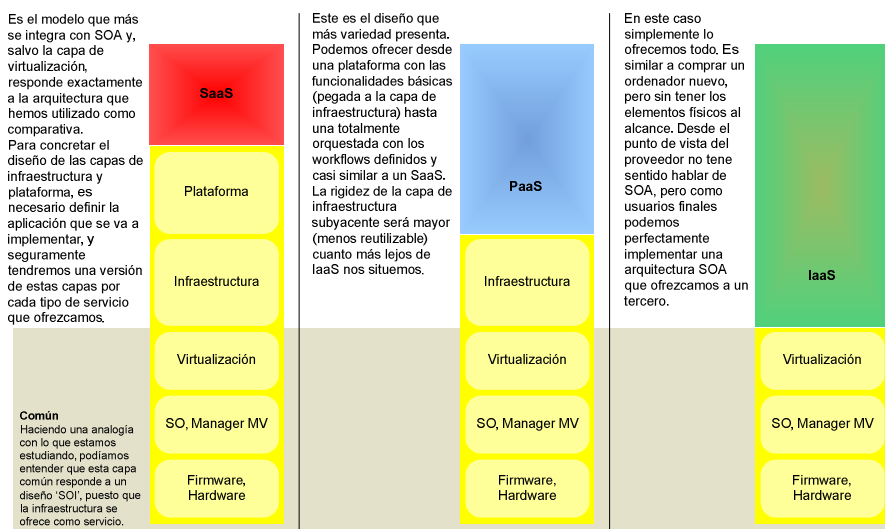 Es el modelo que más
se integra con SOA y,
salvo la capa de
virtualización,
responde exactamente
a la arquitectura que
hemos utilizado como
comparativa.
Para concretar el
diseño de las capas de
infraestructura y
plataforma, es
necesario definir la
aplicación que se va a
implementar, y
seguramente
tendremos una versión
de estas capas por
cada tipo de servicio
que ofrezcamos.
SaaS
Plataforma
Infraestructura
Virtualización
SO, Manager MV
Firmware,
Hardware
Este es el diseño que
más variedad presenta.
Podemos ofrecer desde
una plataforma con las
funcionalidades básicas
(pegada a la capa de
infraestructura) hasta
una totalmente
orquestada con los
workflows definidos y
casi similar a un SaaS.
La rigidez de la capa de
infraestructura
subyacente será mayor
(menos reutilizable)
cuanto más lejos de
IaaS nos situemos.
PaaS
Infraestructura
Virtualización
SO, Manager MV
Firmware,
Hardware
En este caso
simplemente lo
ofrecemos todo. Es
similar a comprar un
ordenador nuevo,
pero sin tener los
elementos físicos al
alcance. Desde el
punto de vista del
proveedor no tene
sentido hablar de
SOA, pero como
usuarios finales
podemos
perfectamente
implementar una
arquitectura SOA
que ofrezcamos a un
tercero.
IaaS
Virtualización
SO, Manager MV
Firmware,
Hardware
Común
Haciendo una analogía
con lo que estamos
estudiando, podíamos
entender que esta capa
común responde a un
diseño ‘SOI’, puesto que
la infraestructura se
ofrece como servicio.